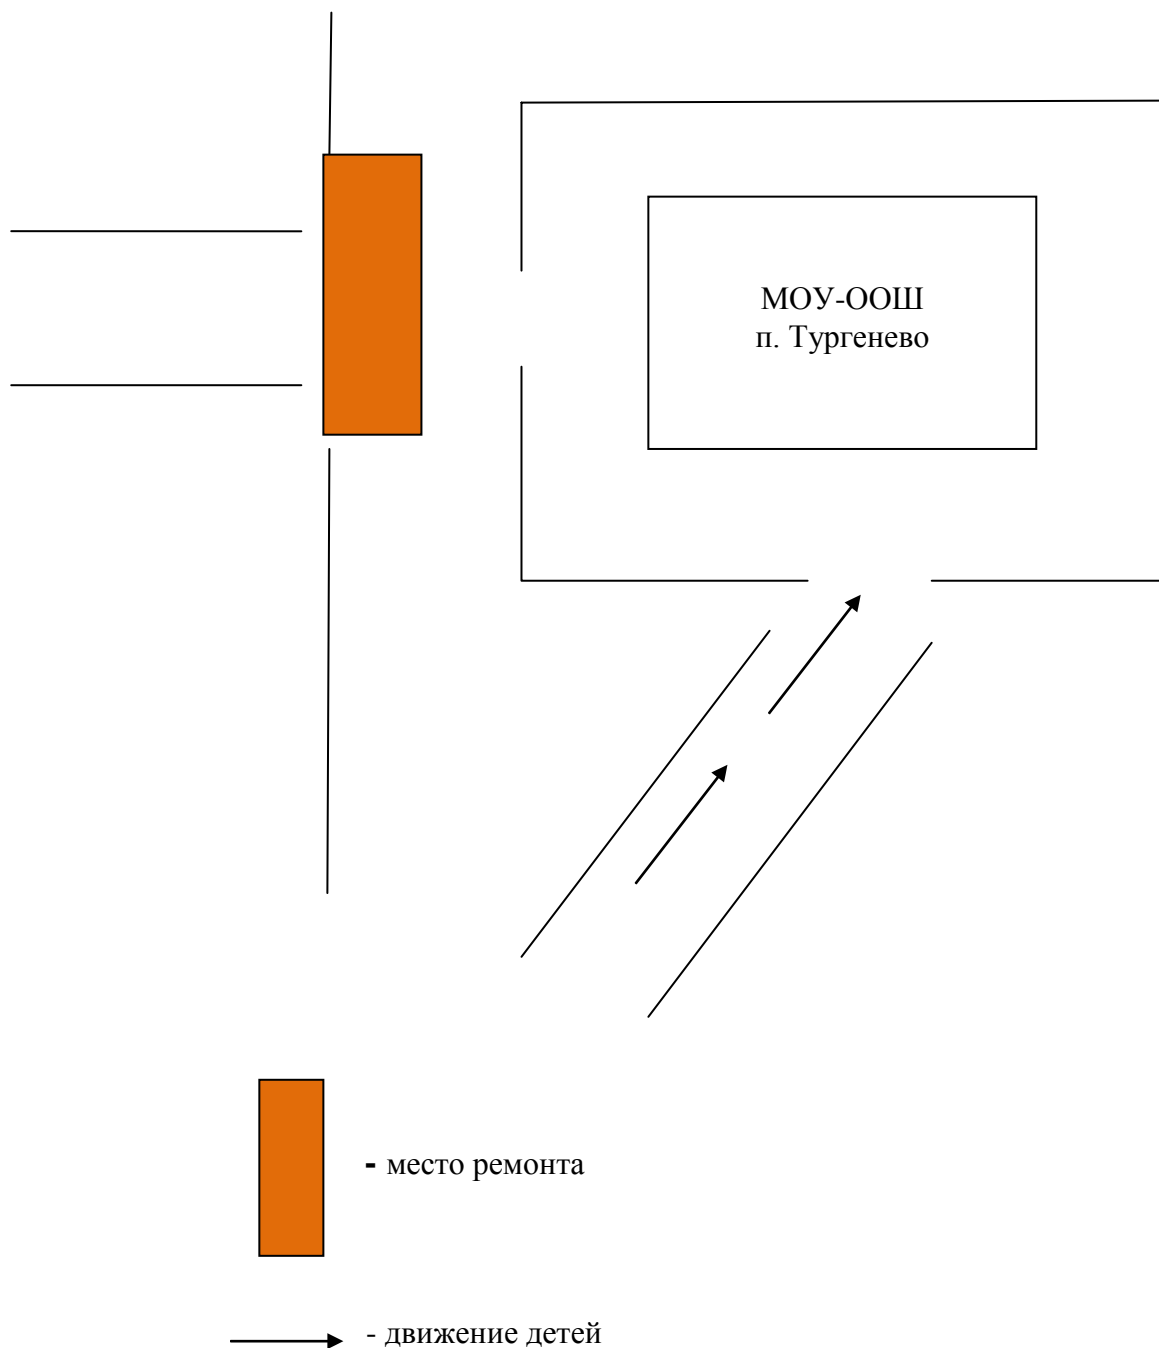 МОУ-ООШ
п. Тургенево
- место ремонта
- движение детей